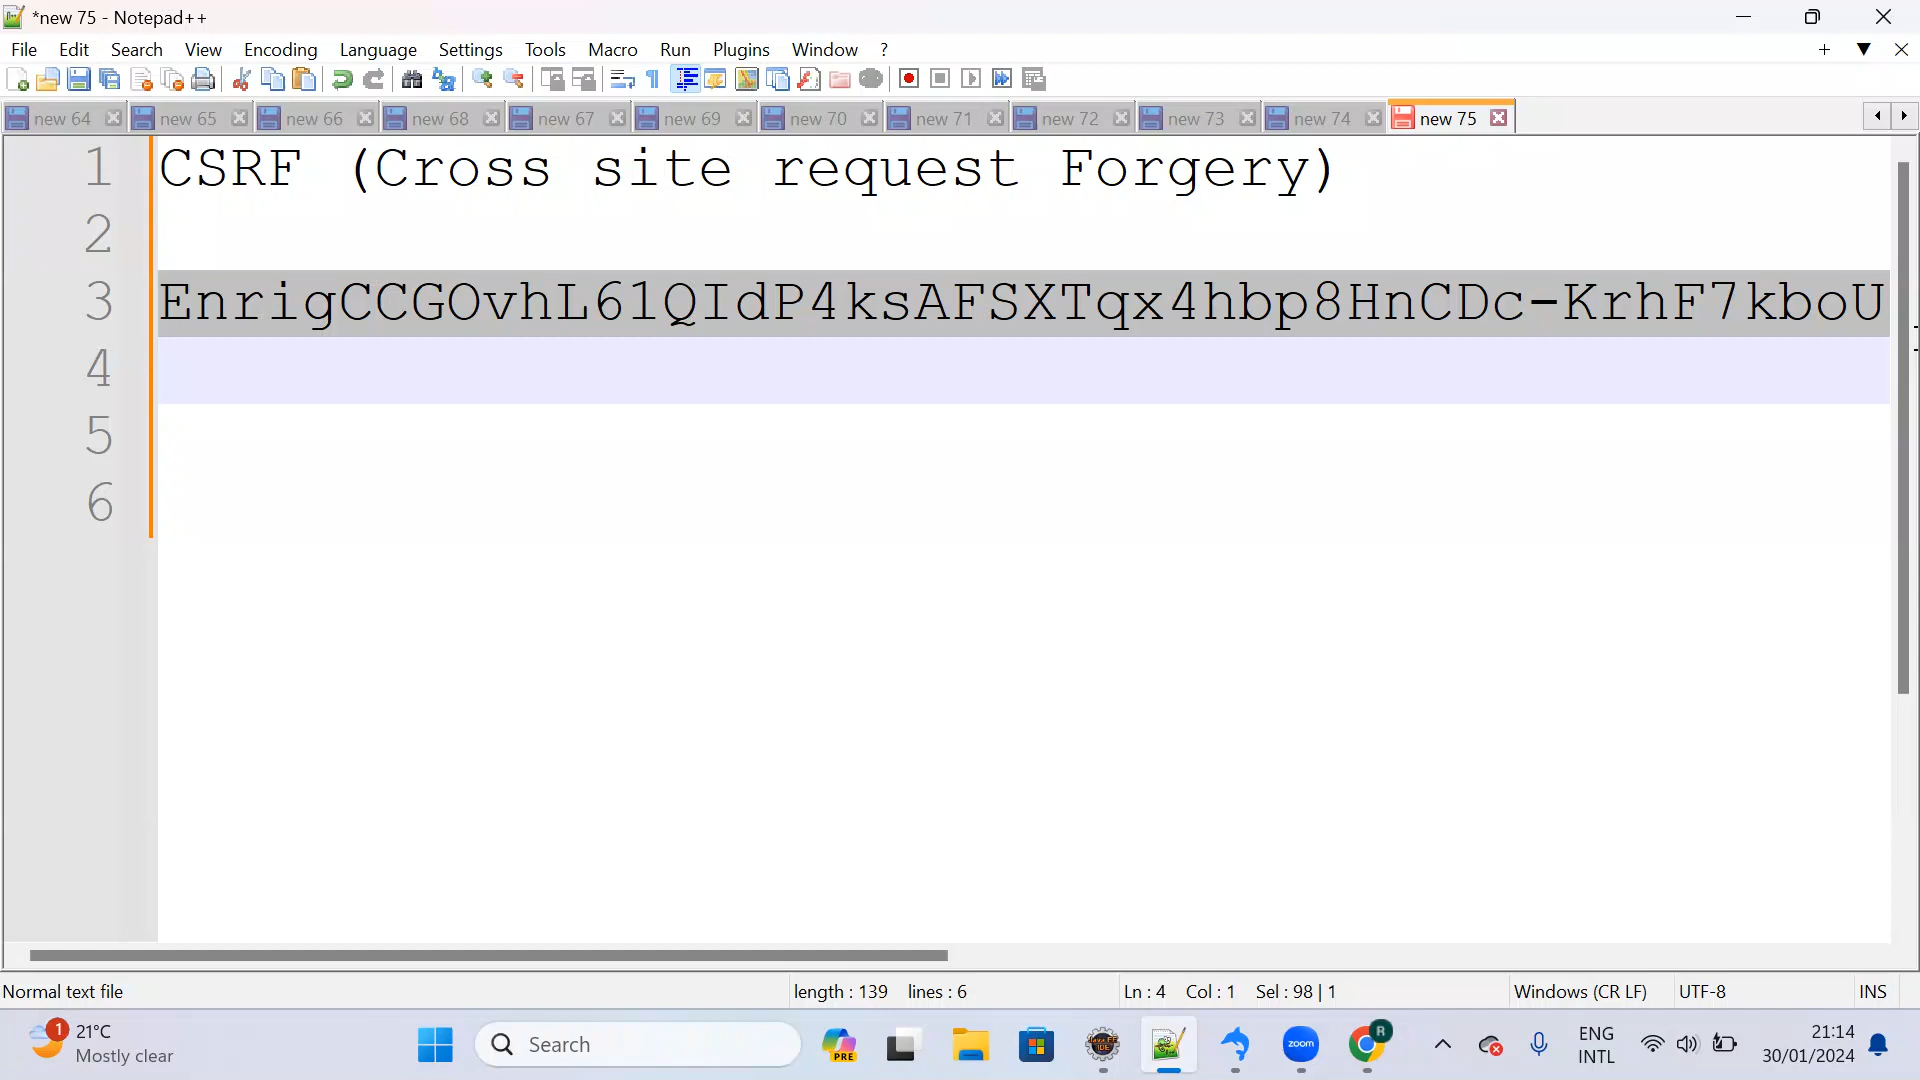 *new 75 - Notepad++
File Edit Search View Encoding Language Settings Tools Macro Run Plugins Window ?
new 64 new 65 new 66 new 68 new 67 new 69 new 70 new 71 new 72 new 73 new 74 new 75
1 CSRF (Cross site request Forgery)
2
3 EnrigCCGOvhL61QIdP4ksAFSXTqx4hbp8HnCDc-KrhF7kboU
4
5
6
Normal text file length : 139 lines : 6 Ln : 4 Col : 1 Sel : 98 | 1 Windows (CR LF) UTF-8 INS
1 21°C
Mostly clear
Search
PRE
zoom
R
ENG
INTL
21:14
30/01/2024